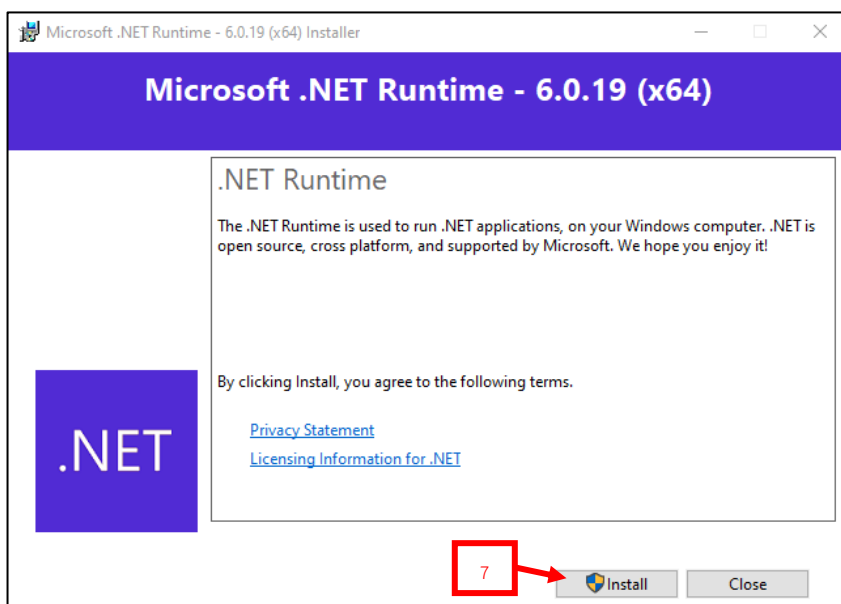 Microsoft .NET Runtime - 6.0.19 (x64) Installer
Microsoft .NET Runtime - 6.0.19 (x64)
.NET Runtime
The .NET Runtime is used to run .NET applications, on your Windows computer. .NET is
open source, cross platform, and supported by Microsoft. We hope you enjoy it!
By clicking Install, you agree to the following terms.
Privacy Statement
Licensing Information for .NET
.NET
7
Install
Close